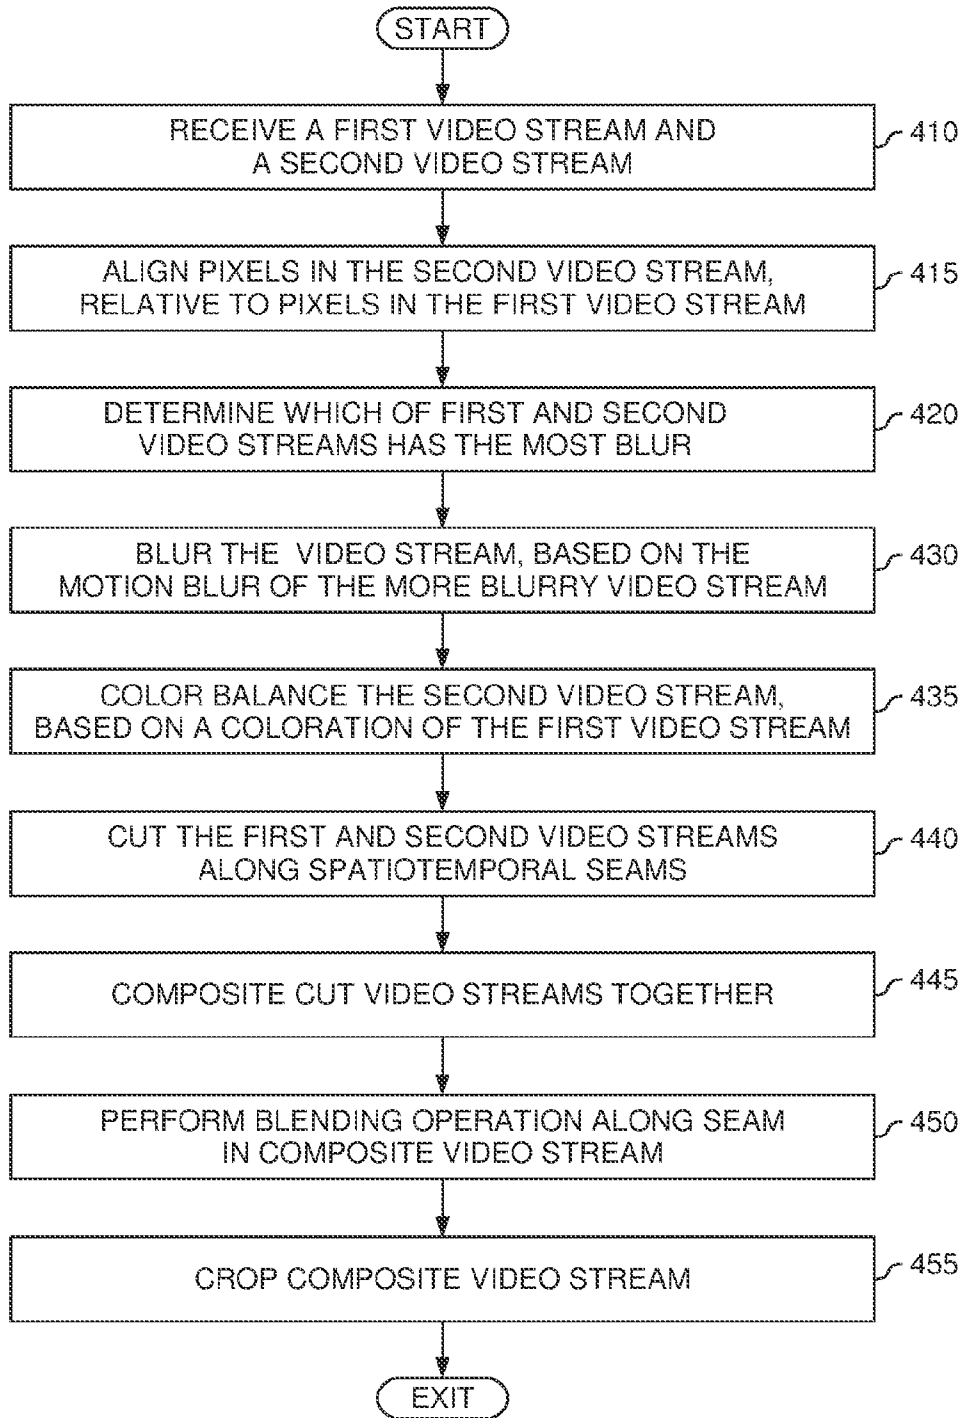 START
RECEIVE A FIRST VIDEO STREAM AND
A SECOND VIDEO STREAM
410
ALIGN PIXELS IN THE SECOND VIDEO STREAM,
RELATIVE TO PIXELS IN THE FIRST VIDEO STREAM
415
DETERMINE WHICH OF FIRST AND SECOND
VIDEO STREAMS HAS THE MOST BLUR
420
BLUR THE VIDEO STREAM, BASED ON THE
MOTION BLUR OF THE MORE BLURRY VIDEO STREAM
430
COLOR BALANCE THE SECOND VIDEO STREAM,
BASED ON A COLORATION OF THE FIRST VIDEO STREAM
435
CUT THE FIRST AND SECOND VIDEO STREAMS
ALONG SPATIOTEMPORAL SEAMS
440
COMPOSITE CUT VIDEO STREAMS TOGETHER
445
PERFORM BLENDING OPERATION ALONG SEAM
IN COMPOSITE VIDEO STREAM
450
CROP COMPOSITE VIDEO STREAM
455
EXIT